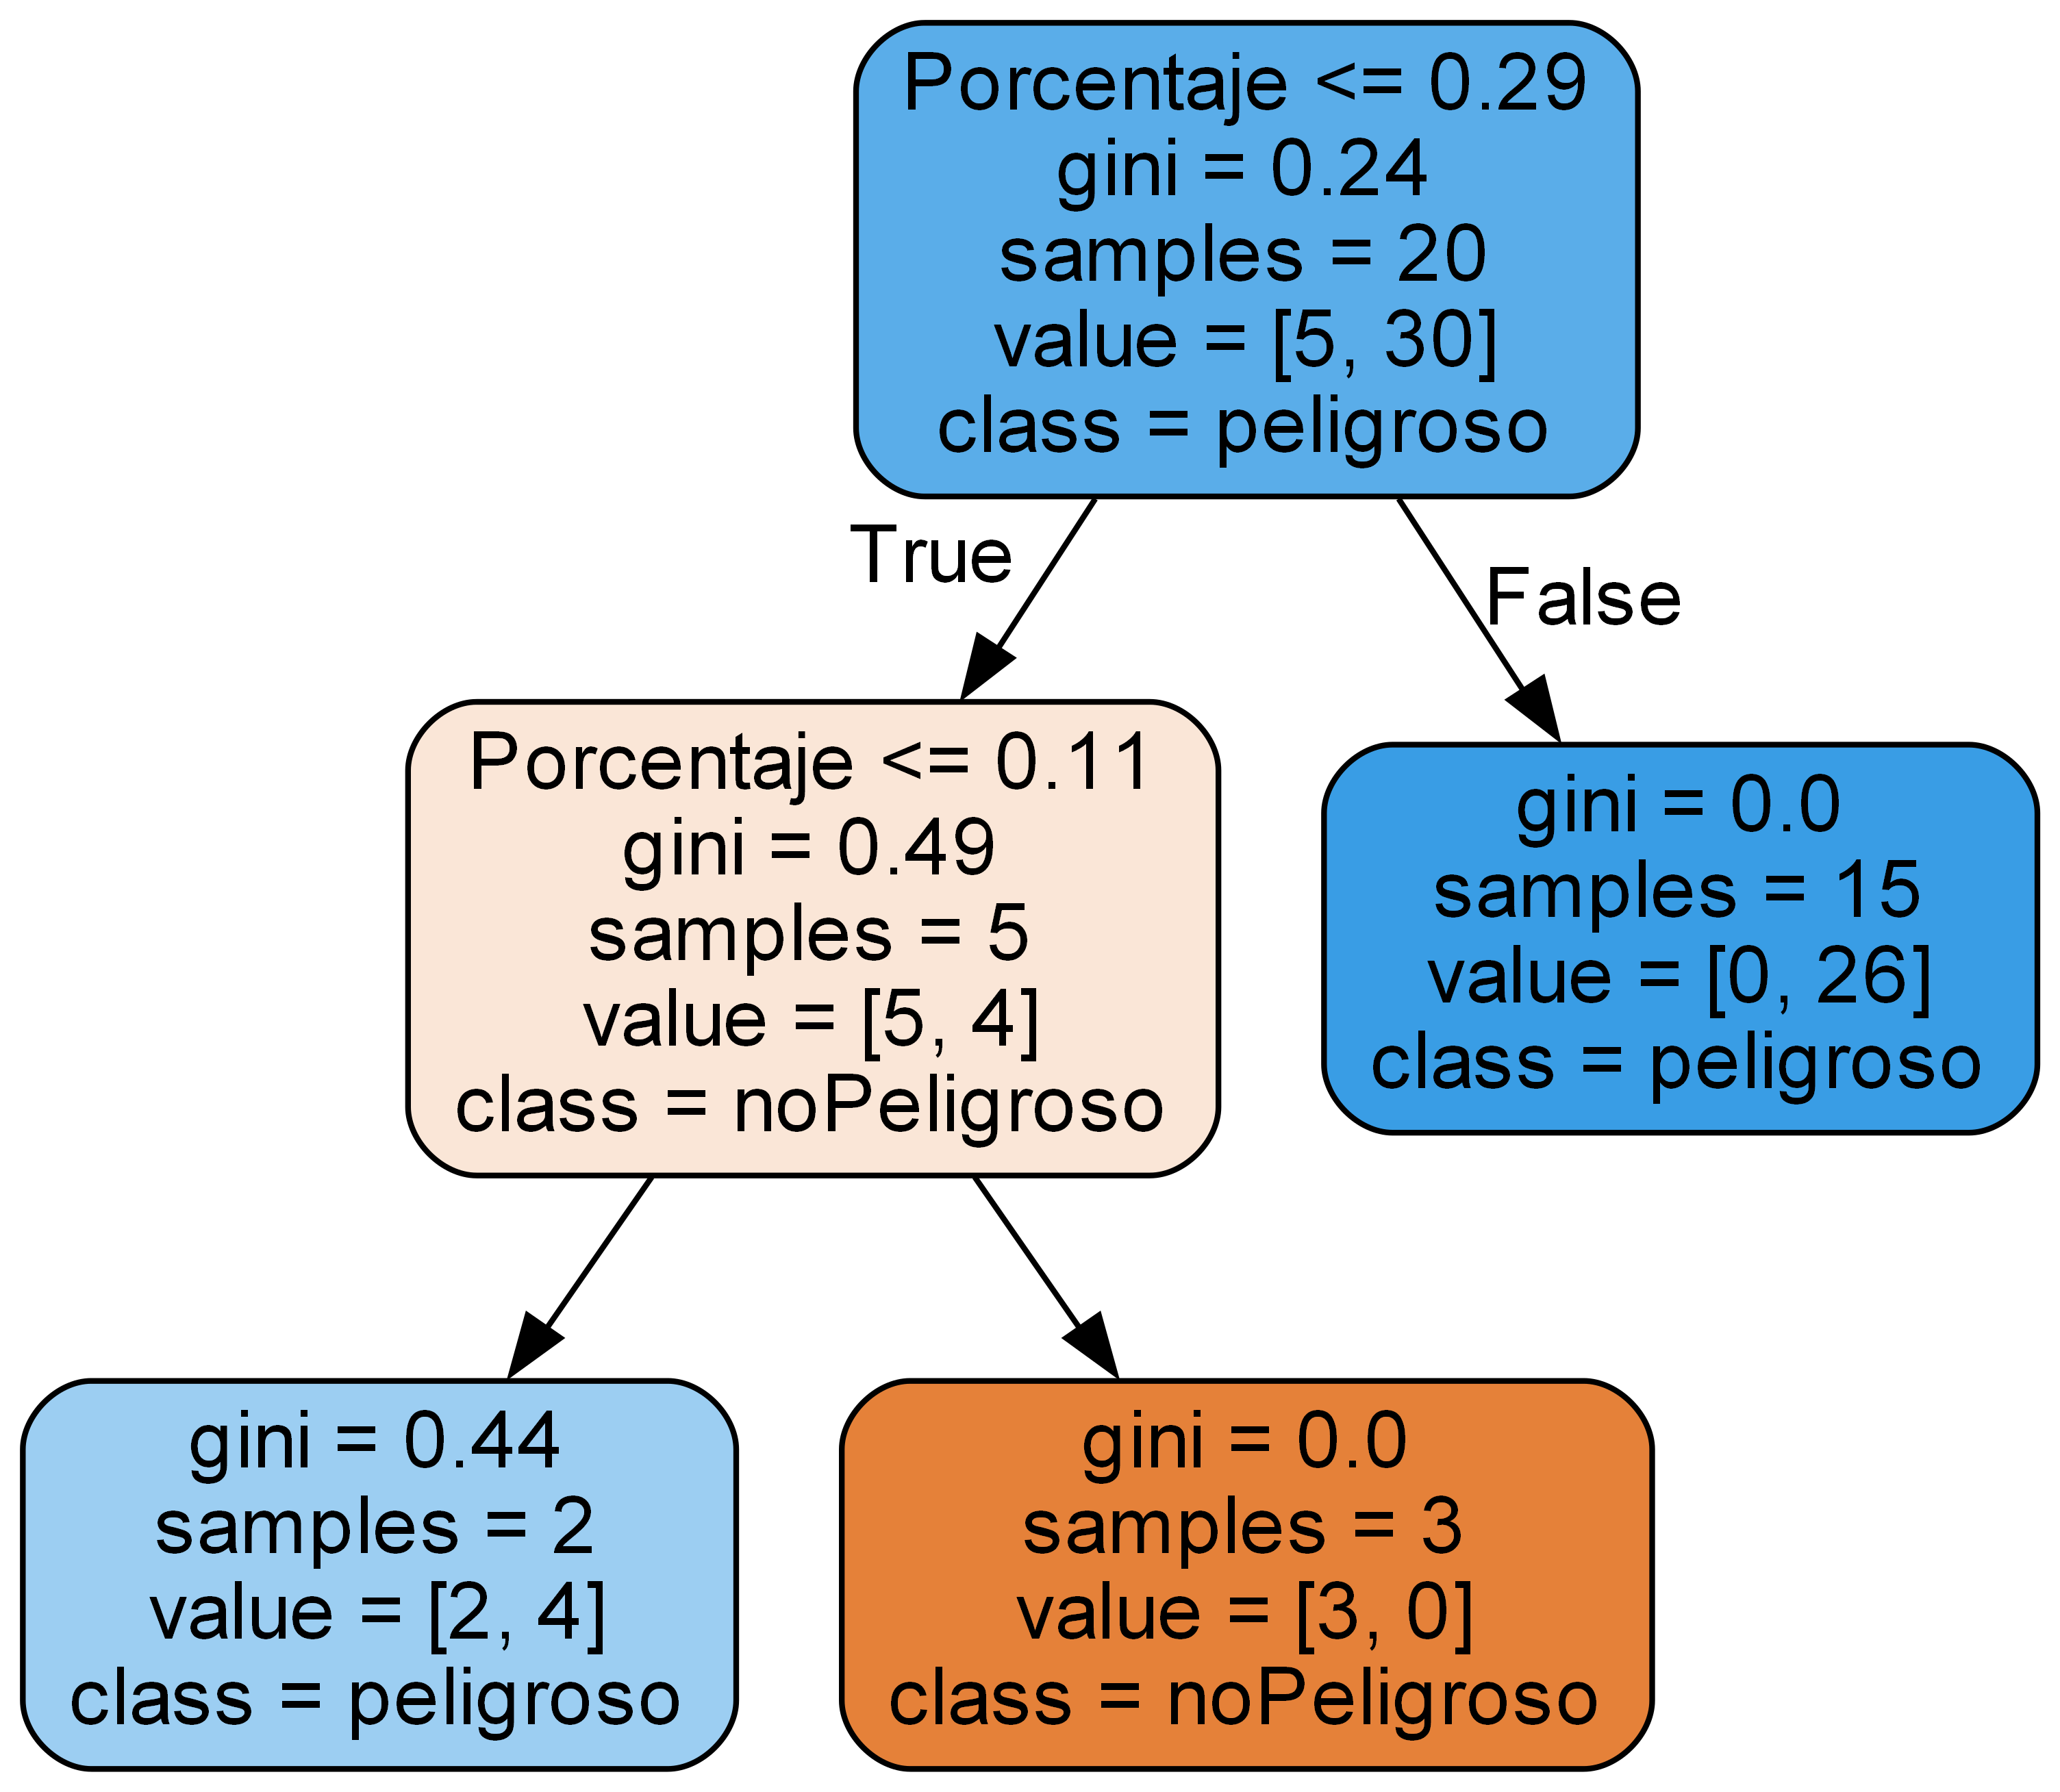 Porcentaje <= 0.29
gini = 0.24
samples = 20
value = [5, 30]
class = peligroso
True
False
Porcentaje <= 0.11
gini = 0.49
samples = 5
value = [5, 4]
class = noPeligroso
gini = 0.0
samples = 15
value = [0, 26]
class = peligroso
gini = 0.44
samples = 2
value = [2, 4]
class = peligroso
gini = 0.0
samples = 3
value = [3, 0]
class = noPeligroso